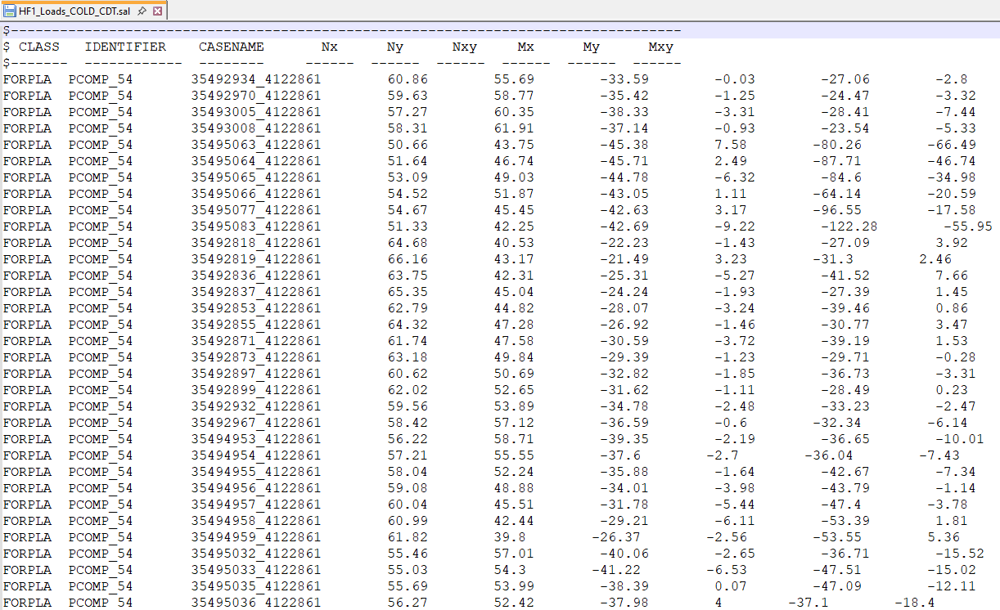 HF1_Loads_COLD_CDT.sal
$----------------------------------------------------------------------------------
$ CLASS   IDENTIFIER    CASENAME       Nx      Ny      Nxy     Mx      My      Mxy
$-------  ------------  --------     ------  ------  ------  ------  ------  ------
FORPLA  PCOMP_54       35492934_4122861        60.86        55.69        -33.59        -0.03        -27.06        -2.8
FORPLA  PCOMP_54       35492970_4122861        59.63        58.77        -35.42        -1.25        -24.47        -3.32
FORPLA  PCOMP_54       35493005_4122861        57.27        60.35        -38.33        -3.31        -28.41        -7.44
FORPLA  PCOMP_54       35493008_4122861        58.31        61.91        -37.14        -0.93        -23.54        -5.33
FORPLA  PCOMP_54       35495063_4122861        50.66        43.75        -45.38        7.58        -80.26        -66.49
FORPLA  PCOMP_54       35495064_4122861        51.64        46.74        -45.71        2.49        -87.71        -46.74
FORPLA  PCOMP_54       35495065_4122861        53.09        49.03        -44.78        -6.32        -84.6        -34.98
FORPLA  PCOMP_54       35495066_4122861        54.52        51.87        -43.05        1.11        -64.14        -20.59
FORPLA  PCOMP_54       35495077_4122861        54.67        45.45        -42.63        3.17        -96.55        -17.58
FORPLA  PCOMP_54       35495083_4122861        51.33        42.25        -42.69        -9.22        -122.28        -55.95
FORPLA  PCOMP_54       35492818_4122861        64.68        40.53        -22.23        -1.43        -27.09        3.92
FORPLA  PCOMP_54       35492819_4122861        66.16        43.17        -21.49        3.23        -31.3        2.46
FORPLA  PCOMP_54       35492836_4122861        63.75        42.31        -25.31        -5.27        -41.52        7.66
FORPLA  PCOMP_54       35492837_4122861        65.35        45.04        -24.24        -1.93        -27.39        1.45
FORPLA  PCOMP_54       35492853_4122861        62.79        44.82        -28.07        -3.24        -39.46        0.86
FORPLA  PCOMP_54       35492855_4122861        64.32        47.28        -26.92        -1.46        -30.77        3.47
FORPLA  PCOMP_54       35492871_4122861        61.74        47.58        -30.59        -3.72        -39.19        1.53
FORPLA  PCOMP_54       35492873_4122861        63.18        49.84        -29.39        -1.23        -29.71        -0.28
FORPLA  PCOMP_54       35492897_4122861        60.62        50.69        -32.82        -1.85        -36.73        -3.31
FORPLA  PCOMP_54       35492899_4122861        62.02        52.65        -31.62        -1.11        -28.49        0.23
FORPLA  PCOMP_54       35492932_4122861        59.56        53.89        -34.78        -2.48        -33.23        -2.47
FORPLA  PCOMP_54       35492967_4122861        58.42        57.12        -36.59        -0.6        -32.34        -6.14
FORPLA  PCOMP_54       35494953_4122861        56.22        58.71        -39.35        -2.19        -36.65        -10.01
FORPLA  PCOMP_54       35494954_4122861        57.21        55.55        -37.6        -2.7        -36.04        -7.43
FORPLA  PCOMP_54       35494955_4122861        58.04        52.24        -35.88        -1.64        -42.67        -7.34
FORPLA  PCOMP_54       35494956_4122861        59.08        48.88        -34.01        -3.98        -43.79        -1.14
FORPLA  PCOMP_54       35494957_4122861        60.04        45.51        -31.78        -5.44        -47.4        -3.78
FORPLA  PCOMP_54       35494958_4122861        60.99        42.44        -29.21        -6.11        -53.39        1.81
FORPLA  PCOMP_54       35494959_4122861        61.82        39.8        -26.37        -2.56        -53.55        5.36
FORPLA  PCOMP_54       35495032_4122861        55.46        57.01        -40.06        -2.65        -36.71        -15.52
FORPLA  PCOMP_54       35495033_4122861        55.03        54.3        -41.22        -6.53        -47.51        -15.02
FORPLA  PCOMP_54       35495035_4122861        55.69        53.99        -38.39        0.07        -47.09        -12.11
FORPLA  PCOMP_54       35495036_4122861        56.27        52.42        -37.98        4        -37.1        -18.4